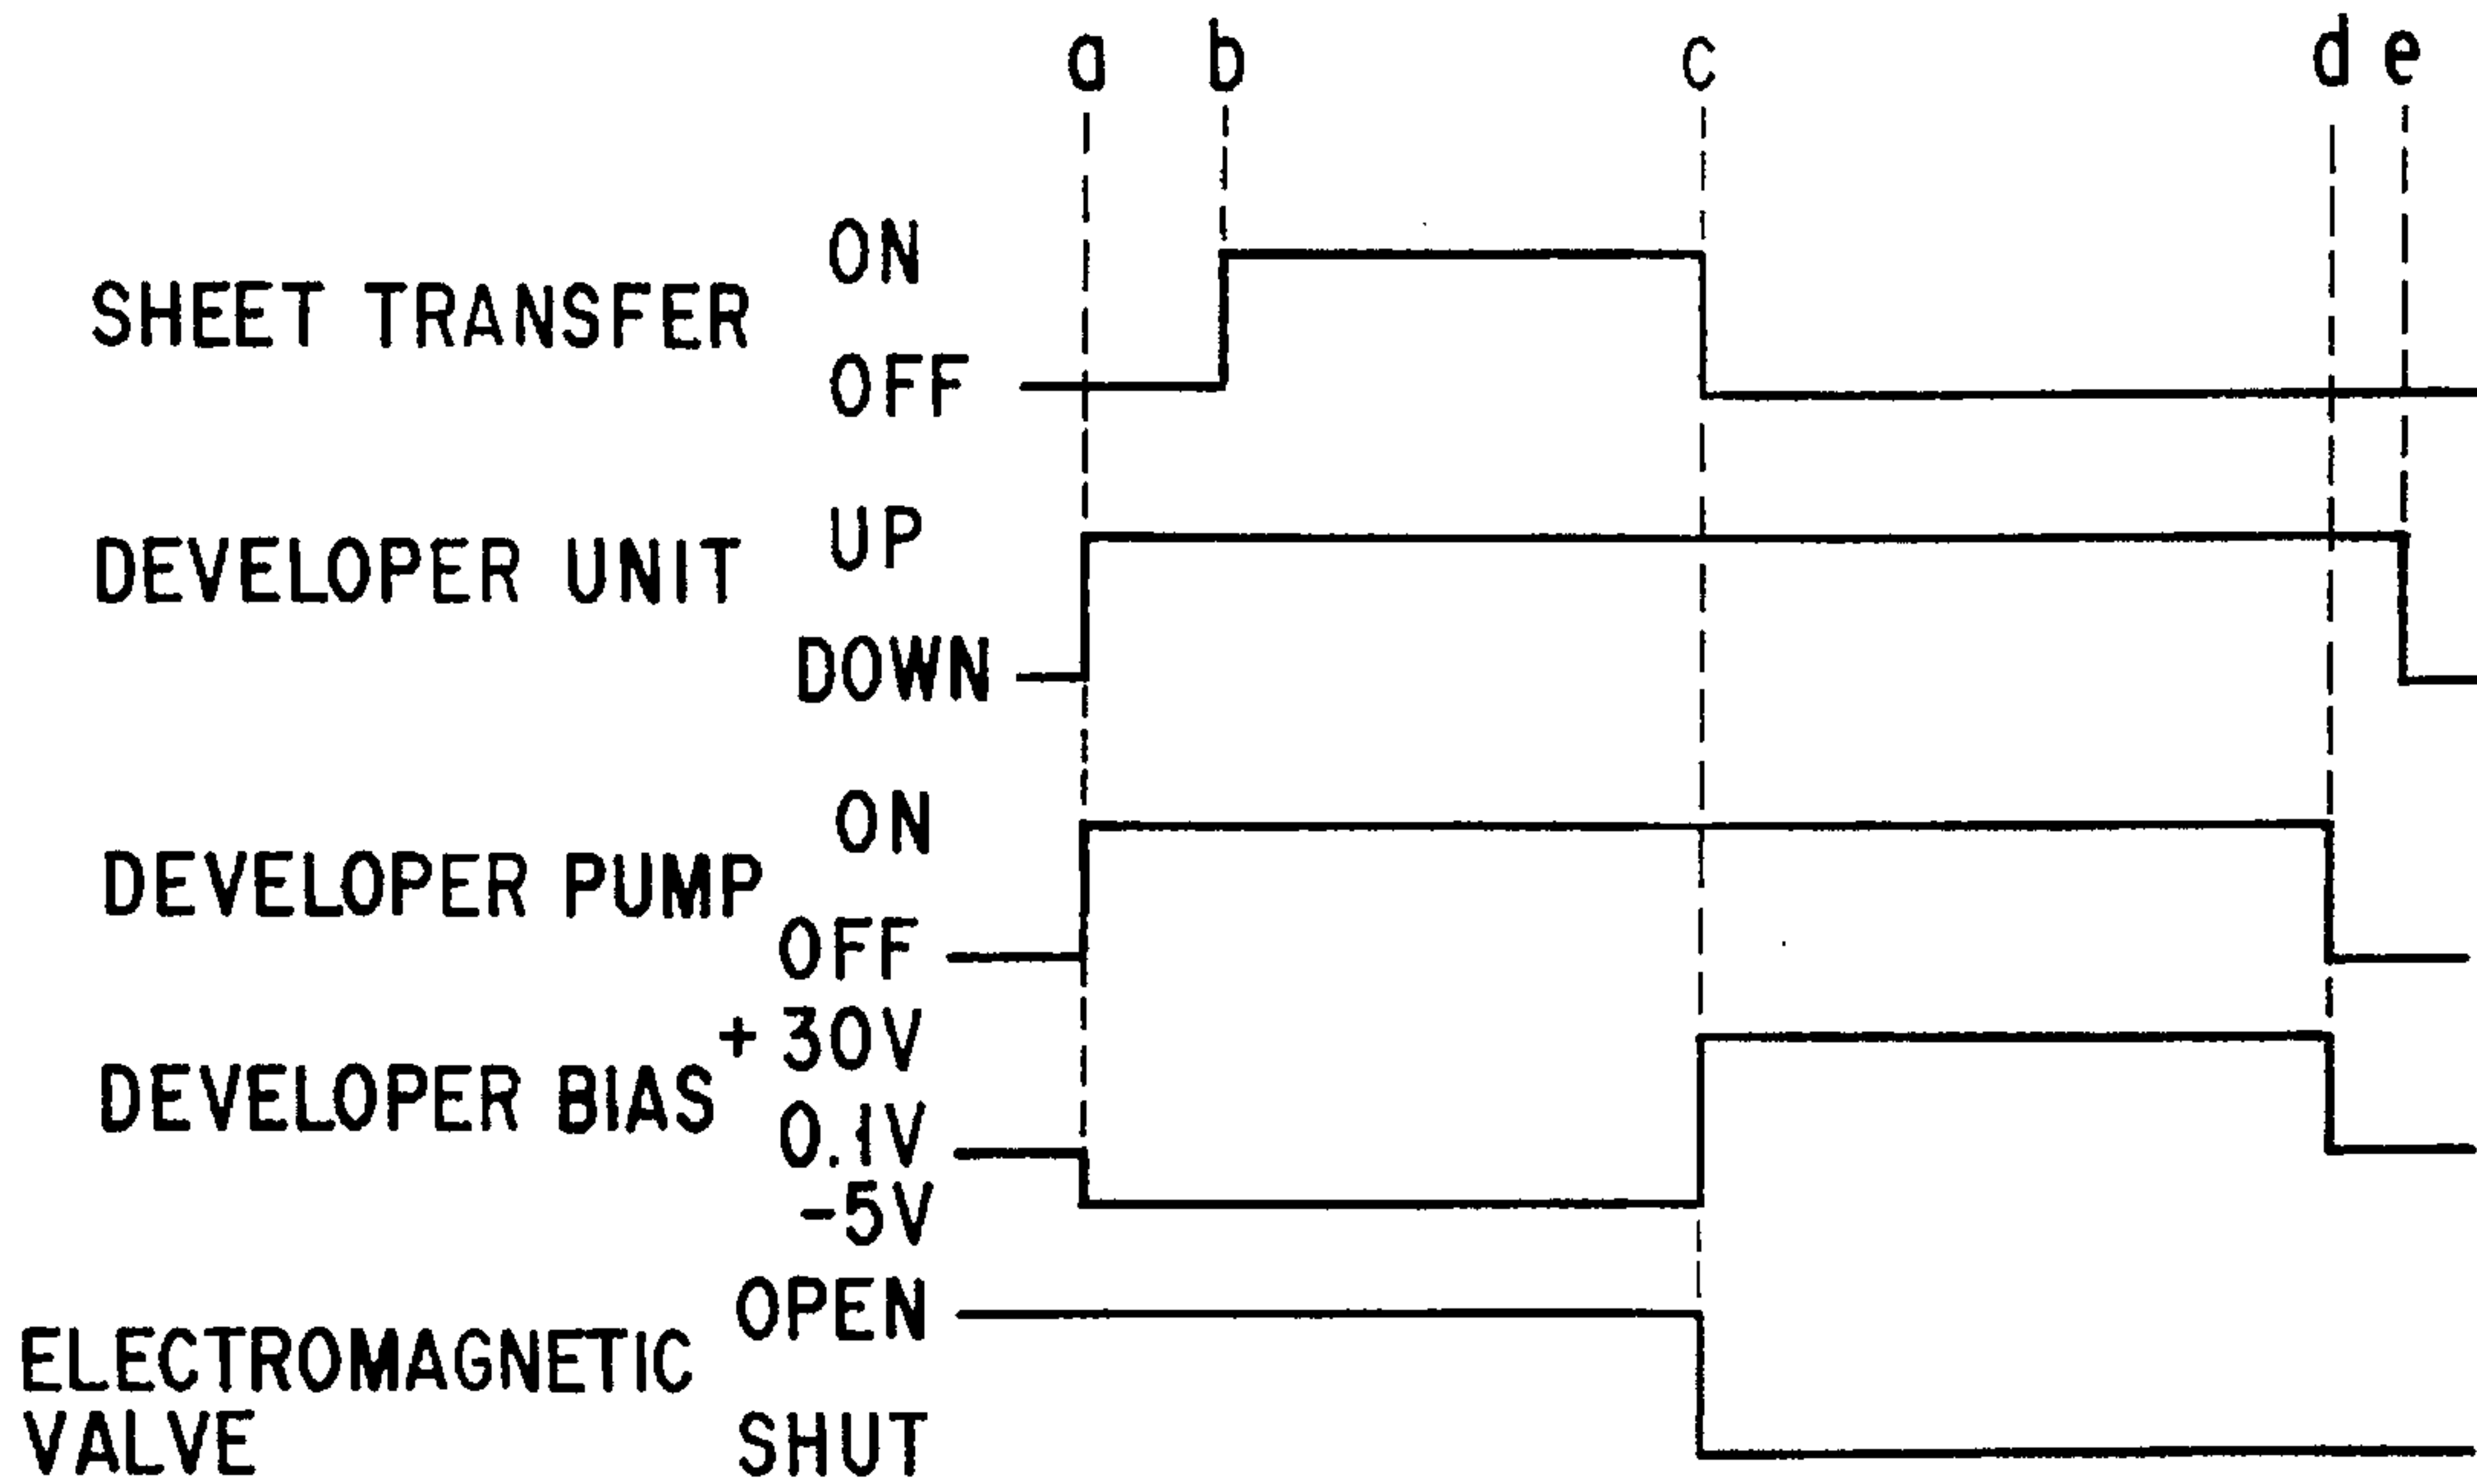 a b c d e
ON
SHEET TRANSFER
OFF
UP
DEVELOPER UNIT
DOWN
ON
DEVELOPER PUMP
OFF
+30V
DEVELOPER BIAS
0.1V
-5V
OPEN
ELECTROMAGNETIC
VALVE
SHUT